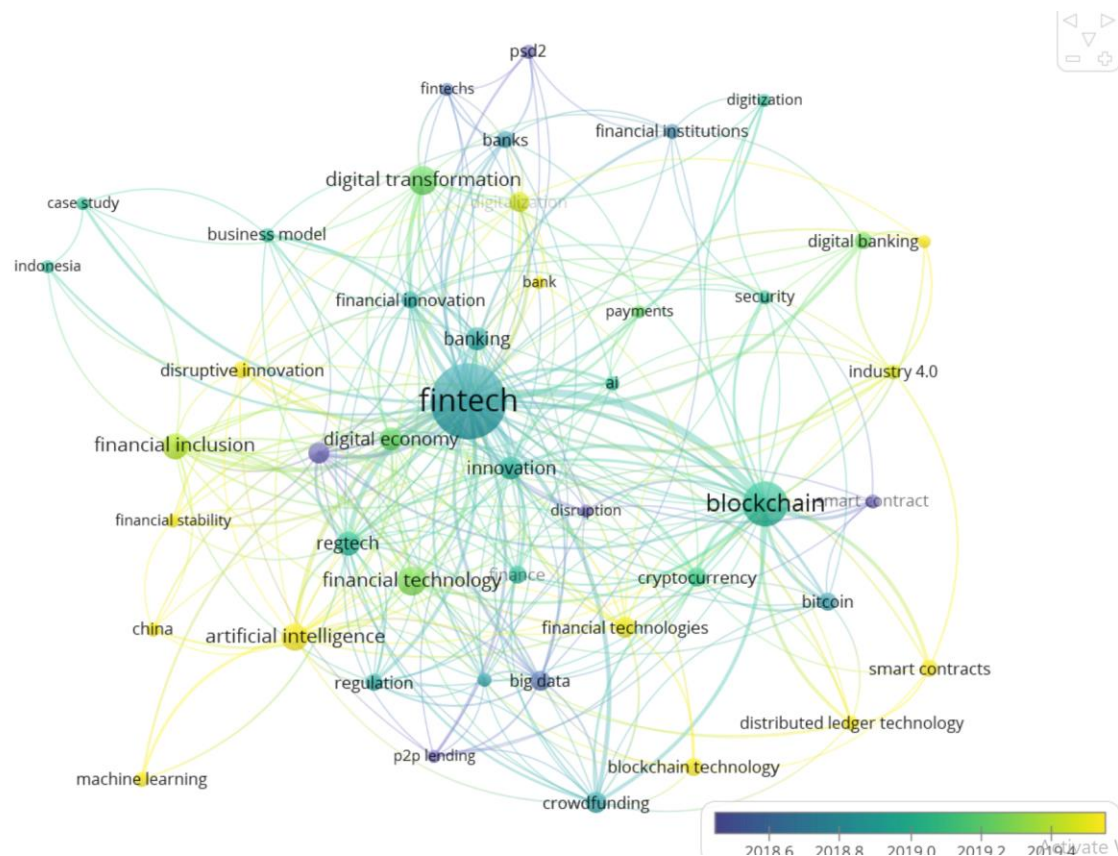 psd2
fintechs
digitization
banks
financial institutions
digital transformation
digitalization
case study
business model
digital banking
indonesia
bank
financial innovation
security
payments
banking
disruptive innovation
industry 4.0
ai
fintech
financial inclusion
digital economy
innovation
blockchain
smart contract
disruption
financial stability
regtech
financial technology
finance
cryptocurrency
bitcoin
china
artificial intelligence
financial technologies
smart contracts
regulation
big data
distributed ledger technology
p2p lending
blockchain technology
machine learning
crowdfunding
2018.6 2018.8 2019.0 2019.2 2019.4
Activate